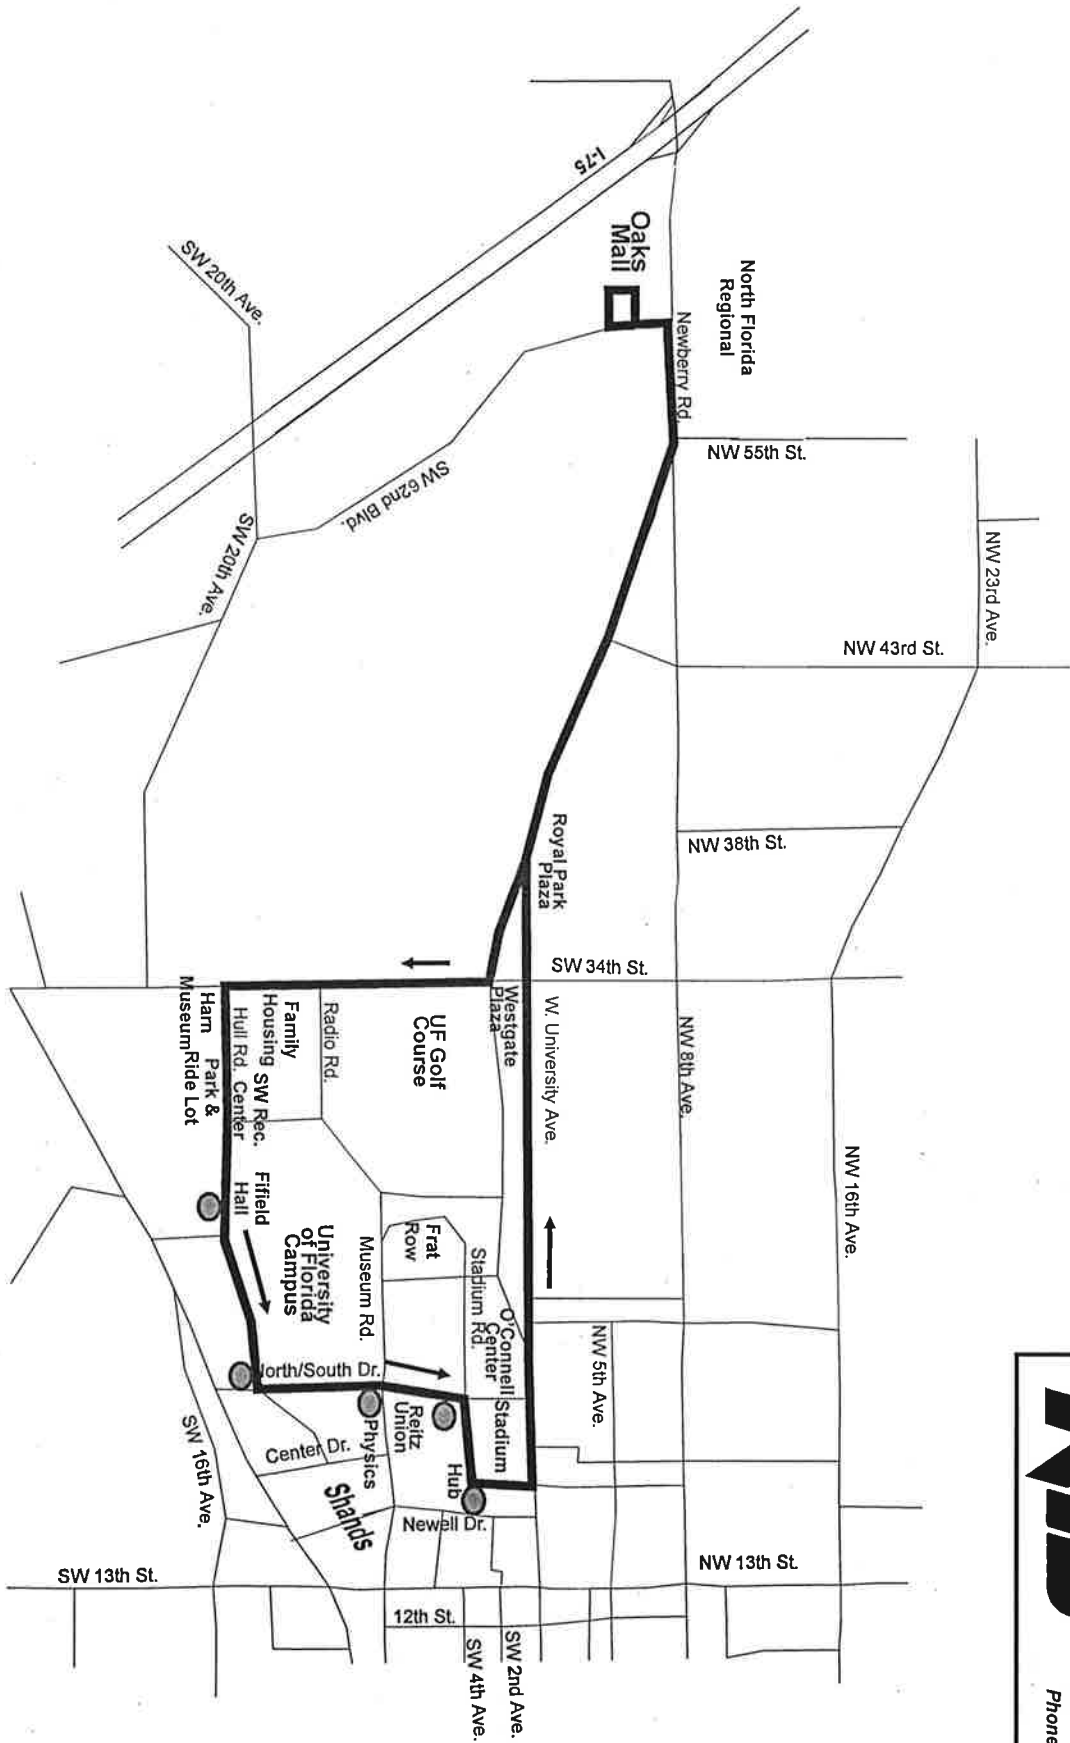 I-75
Oaks
Mall
North Florida
Regional
Newberry Rd.
SW 20th Ave.
NW 55th St.
SW 62nd Blvd.
SW 20th Ave.
NW 23rd Ave.
NW 43rd St.
NW 38th St.
Royal Park
Plaza
SW 34th St.
Westgate
Plaza
W. University Ave.
NW 8th Ave.
NW 16th Ave.
UF Golf
Course
Radio Rd.
Family
Housing
Hull Rd.
SW Rec.
Center
Harn
Museum
Park &
Ride Lot
Fifield
Hall
University
of Florida
Campus
Museum Rd.
Frat
Row
Stadium Rd.
O'Connell
Center
Stadium
NW 5th Ave.
North/South Dr.
Reitz
Union
Physics
Hub
Center Dr.
Shands
SW 16th Ave.
Newell Dr.
SW 13th St.
NW 13th St.
12th St.
SW 4th Ave.
SW 2nd Ave.
Phone